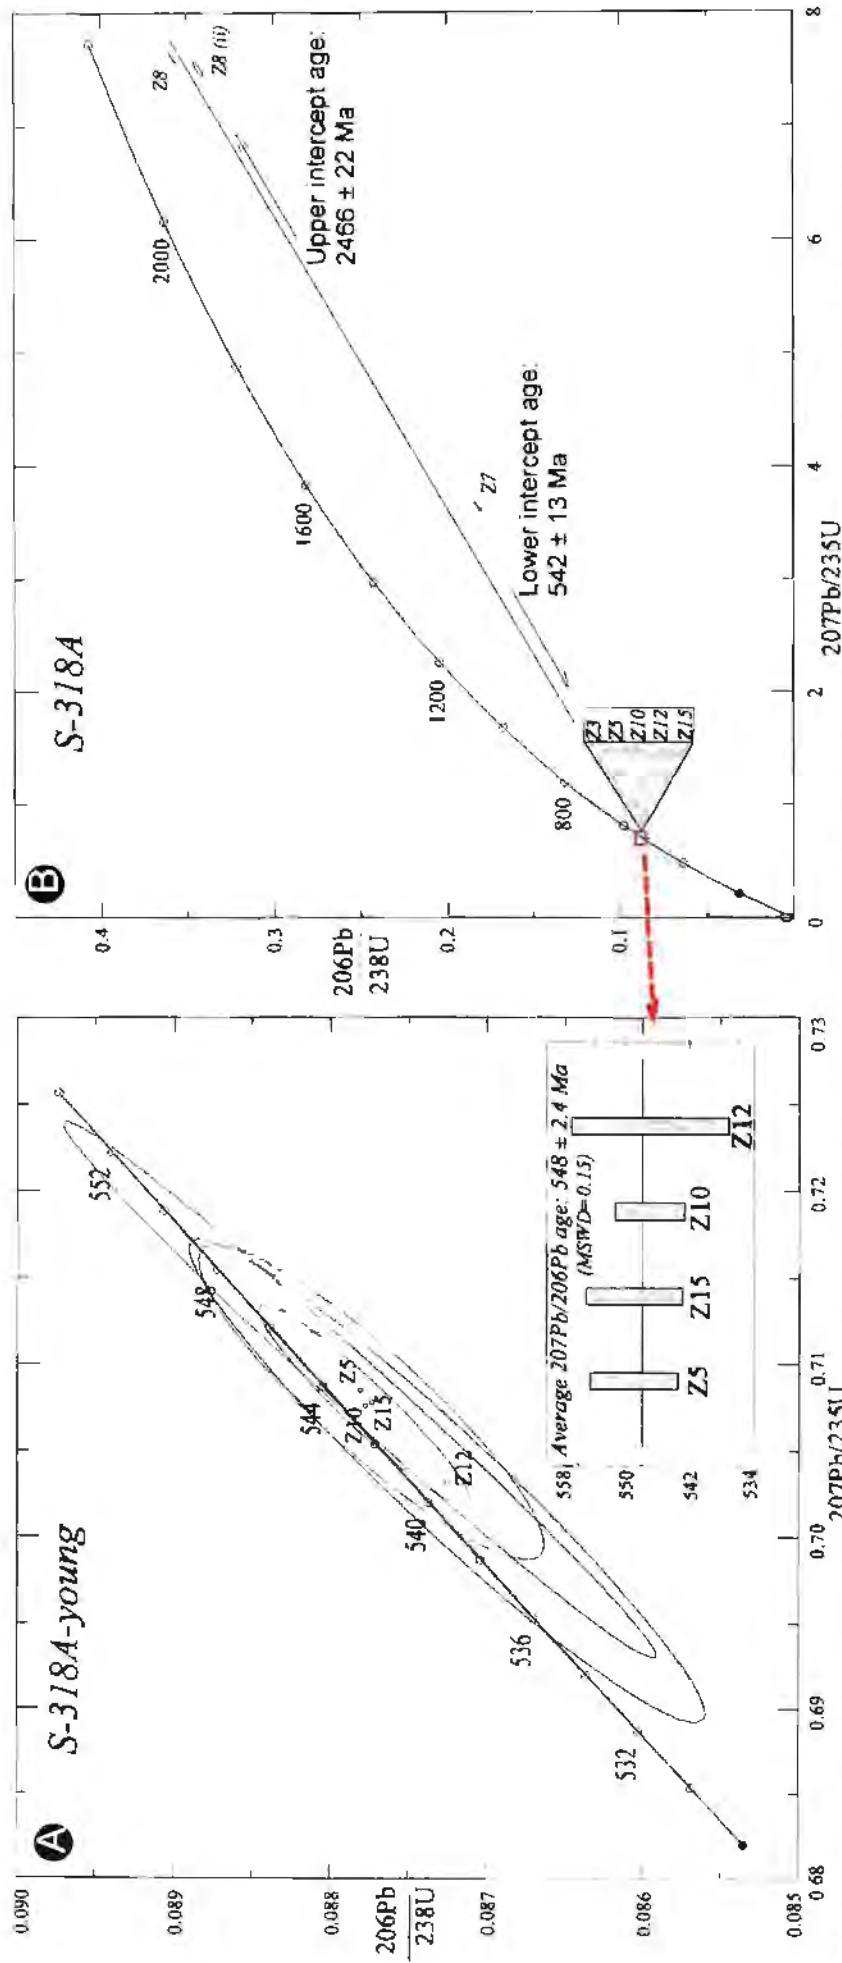 A
S-318A-young
0.090
0.089
0.088
0.087
0.086
0.085
206Pb
238U
552
548
544
540
536
532
Z5
Z10
Z15
Z12
Average 207Pb/206Pb age: 548 ± 2.4 Ma
(MSWD=0.15)
558
550
542
534
Z5
Z15
Z10
Z12
0.68
0.69
0.70
0.71
0.72
0.73
207Pb/235U
B
S-318A
0.4
0.3
0.2
0.1
206Pb
238U
2000
1600
1200
800
Z8
Z8 (ii)
Upper intercept age:
2466 ± 22 Ma
Z7
Lower intercept age:
542 ± 13 Ma
Z3
Z5
Z10
Z12
Z15
0
2
4
6
8
207Pb/235U